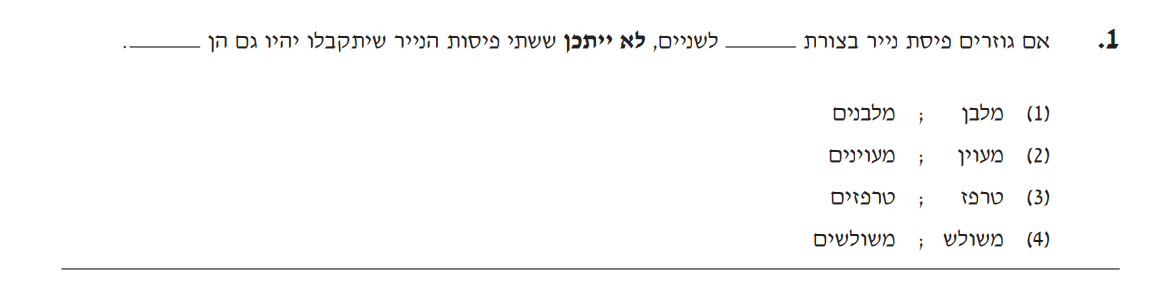 1. אם גוזרים פיסת נייר בצורת ______ לשניים, לא ייתכן ששתי פיסות הנייר שיתקבלו יהיו גם הן ______.
(1) מלבן ; מלבנים
(2) מעוין ; מעוינים
(3) טרפז ; טרפזים
(4) משולש ; משולשים